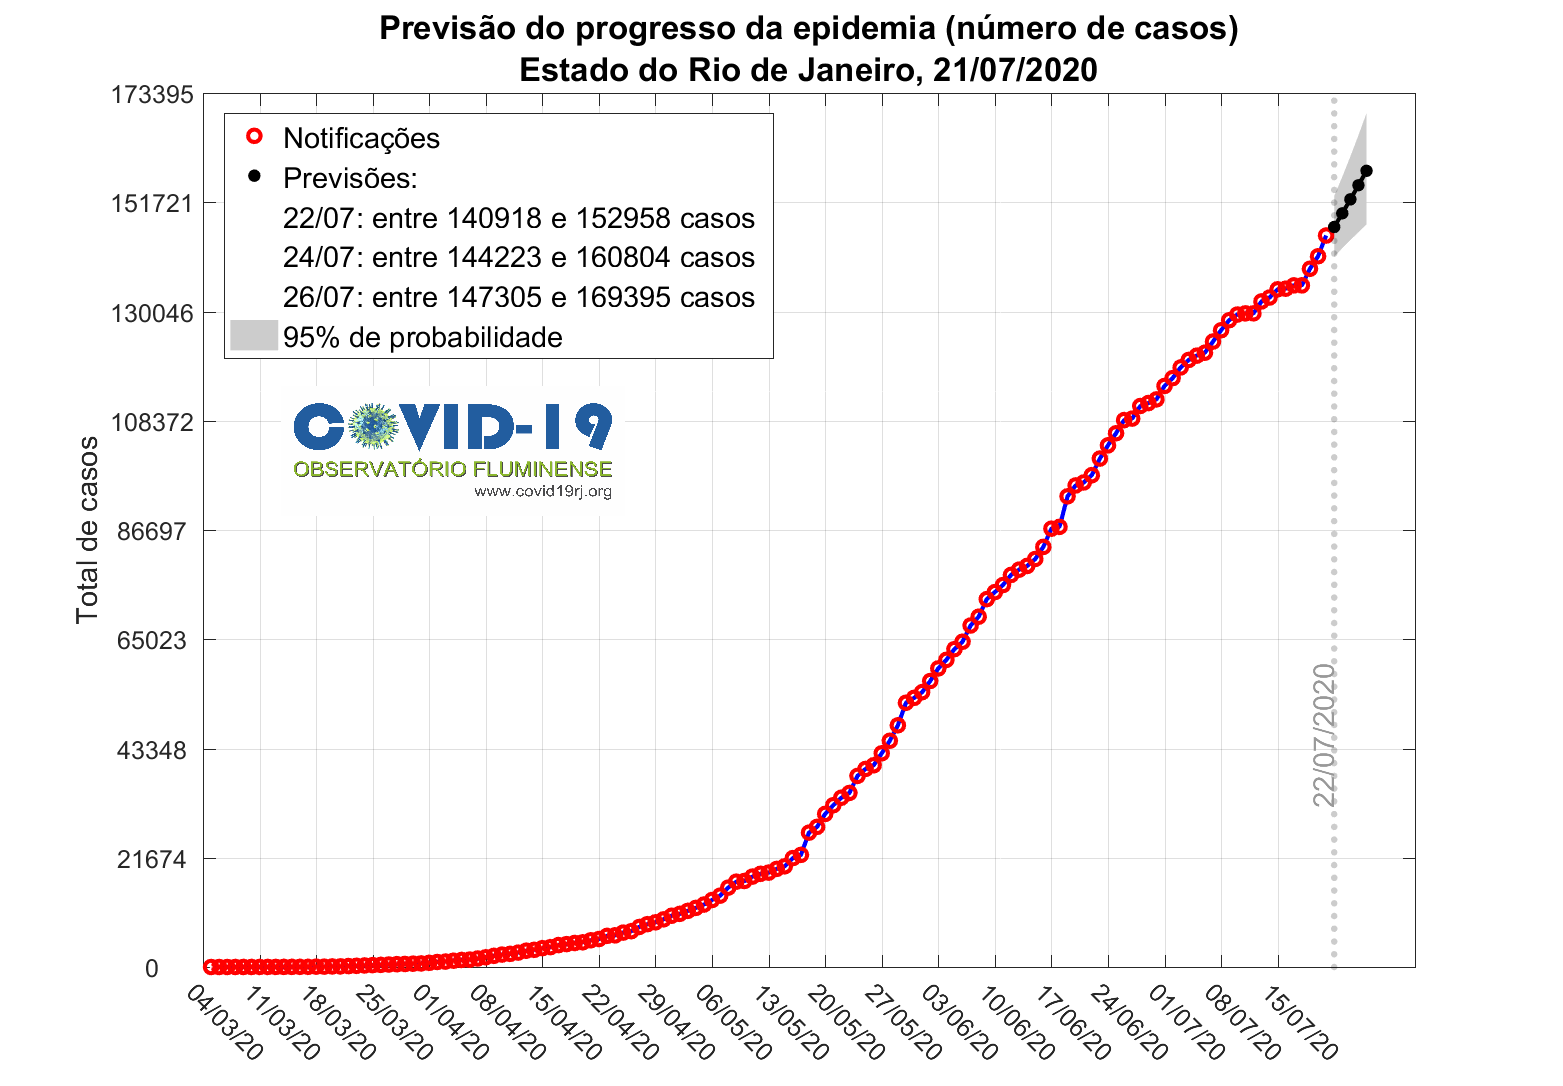 Previsão do progresso da epidemia (número de casos)
Estado do Rio de Janeiro, 21/07/2020
173395
151721
130046
108372
86697
65023
43348
21674
0
Total de casos
Notificações
Previsões:
22/07: entre 140918 e 152958 casos
24/07: entre 144223 e 160804 casos
26/07: entre 147305 e 169395 casos
95% de probabilidade
COVID-19
OBSERVATÓRIO FLUMINENSE
www.covid19rj.org
22/07/2020
04/03/20
11/03/20
18/03/20
25/03/20
01/04/20
08/04/20
15/04/20
22/04/20
29/04/20
06/05/20
13/05/20
20/05/20
27/05/20
03/06/20
10/06/20
17/06/20
24/06/20
01/07/20
08/07/20
15/07/20